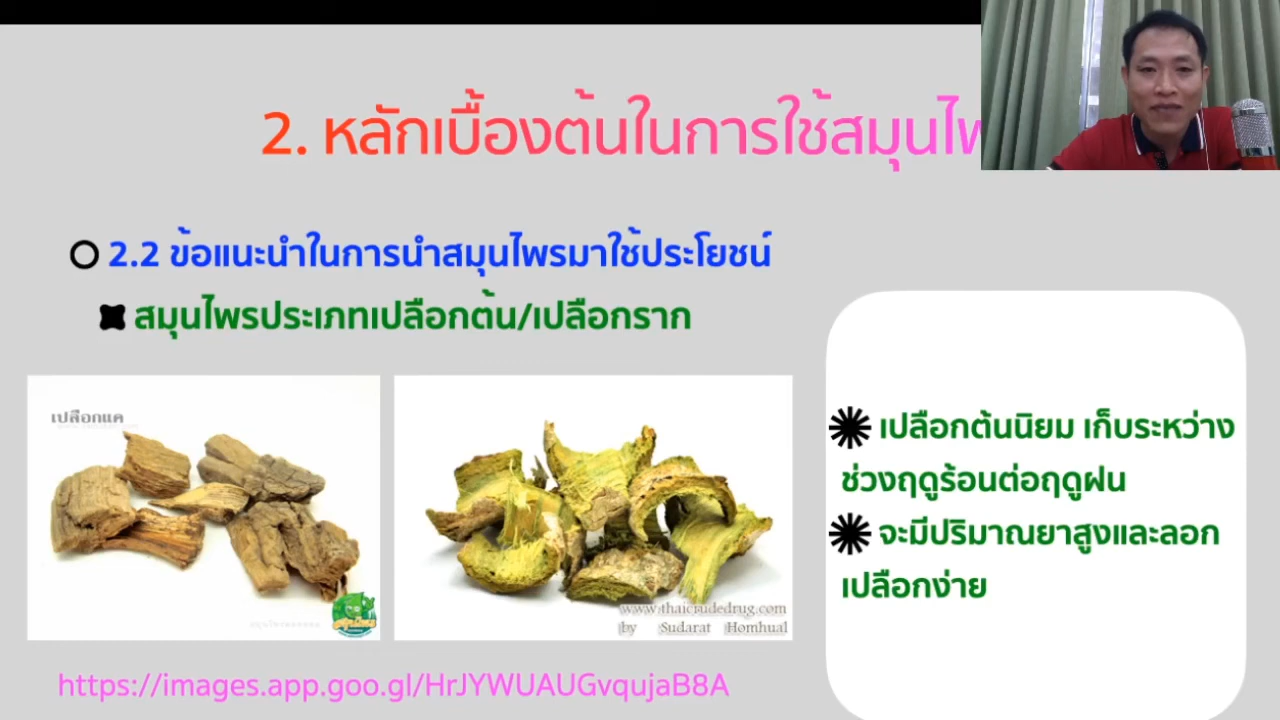 2. หลักเบื้องต้นในการใช้สมุนไพ
2.2 ข้อแนะนำในการนำสมุนไพรมาใช้ประโยชน์
สมุนไพรประเภทเปลือกต้น/เปลือกราก
เปลือกแค
www.thaicrudedrug.com
by Sudarat Homhual
เปลือกต้นนิยม เก็บระหว่าง
ช่วงฤดูร้อนต่อฤดูฝน
จะมีปริมาณยาสูงและลอก
เปลือกง่าย
https://images.app.goo.gl/HrJYWUAUGvqujaB8A